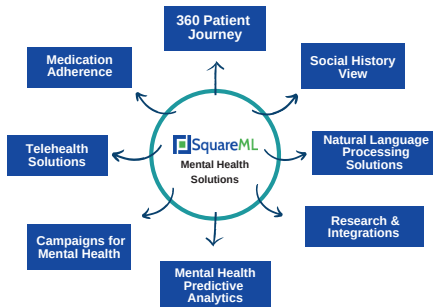 360 Patient
Journey
Medication
Adherence
Social History
View
Telehealth
Solutions
SquareML
Mental Health
Solutions
Natural Language
Processing
Solutions
Campaigns for
Mental Health
Research &
Integrations
Mental Health
Predictive
Analytics